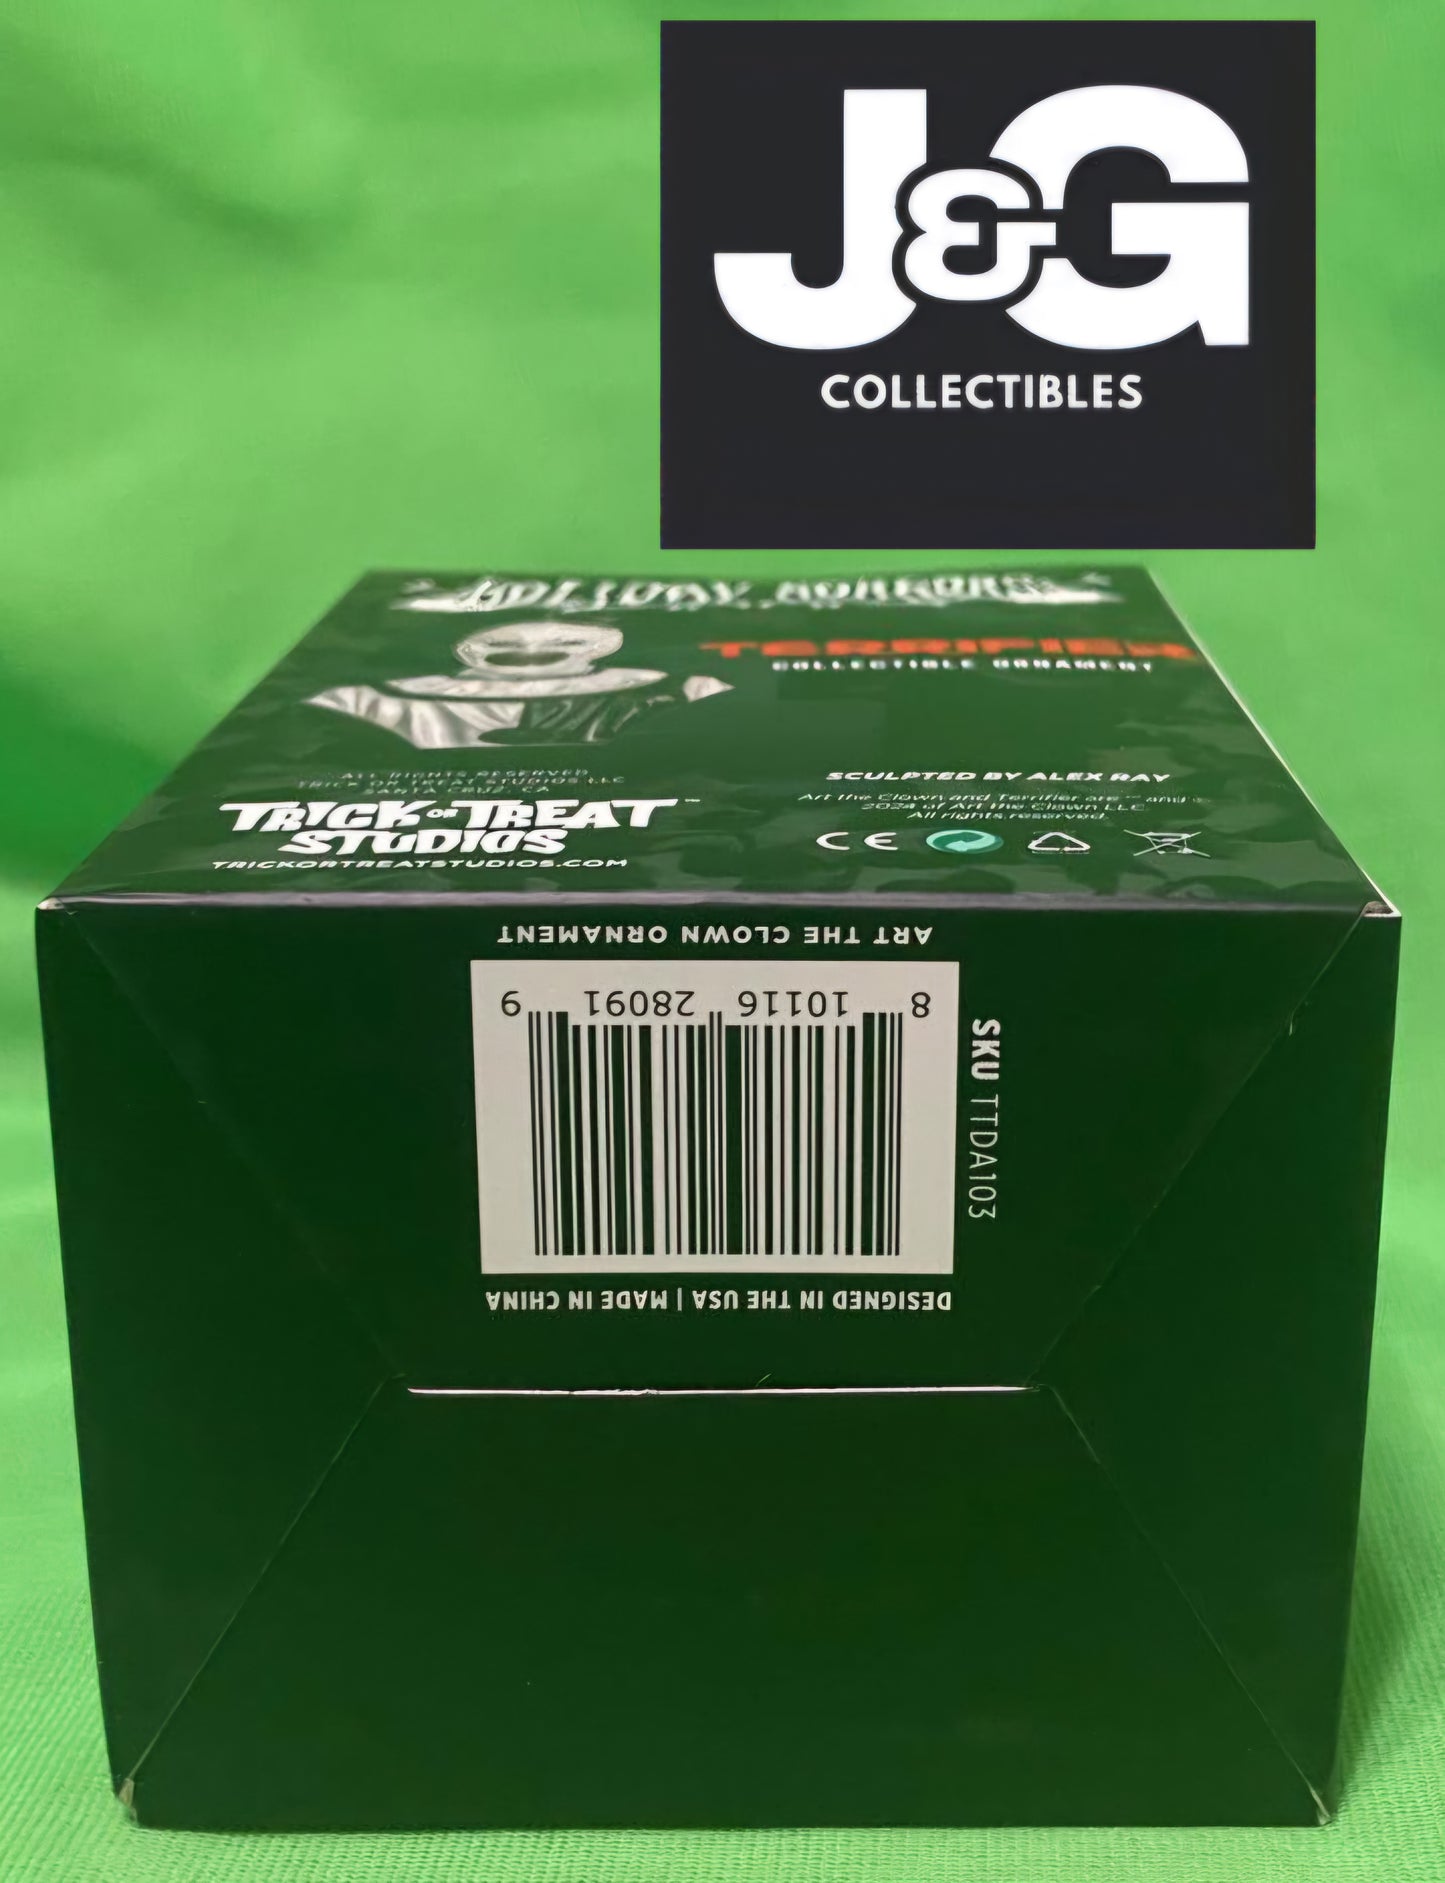 J&G
COLLECTIBLES
HOLIDAY HORRORS
TERRIFIER
COLLECTIBLE ORNAMENT
ALL RIGHTS RESERVED
TRICK OR TREAT STUDIOS LLC
SANTA CRUZ, CA
TRICK OR TREAT
STUDIOS
TRICKORTREATSTUDIOS.COM
SCULPTED BY ALEX RAY
Art the Clown and Terrifier are ™ and ©
2024 of Art the Clown LLC
All rights reserved.
CE
ART THE CLOWN ORNAMENT
8 10116 28091 9
SKU TTDA103
DESIGNED IN THE USA | MADE IN CHINA